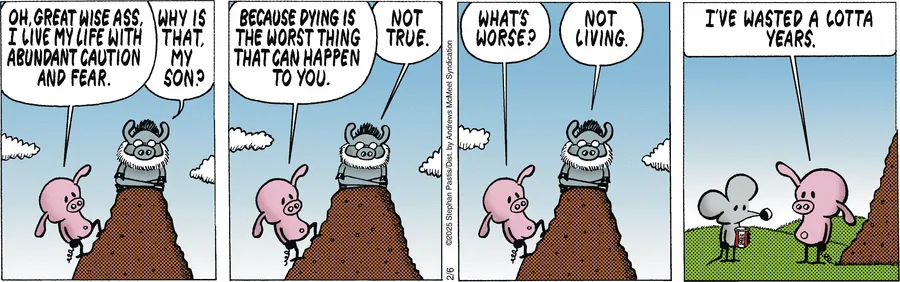 OH, GREAT WISE ASS,
I LIVE MY LIFE WITH
ABUNDANT CAUTION
AND FEAR.
WHY IS
THAT,
MY
SON?
BECAUSE DYING IS
THE WORST THING
THAT CAN HAPPEN
TO YOU.
NOT
TRUE.
©2025 Stephan Pastis/Dist. by Andrews McMeel Syndication
2/6
WHAT'S
WORSE?
NOT
LIVING.
I'VE WASTED A LOTTA
YEARS.